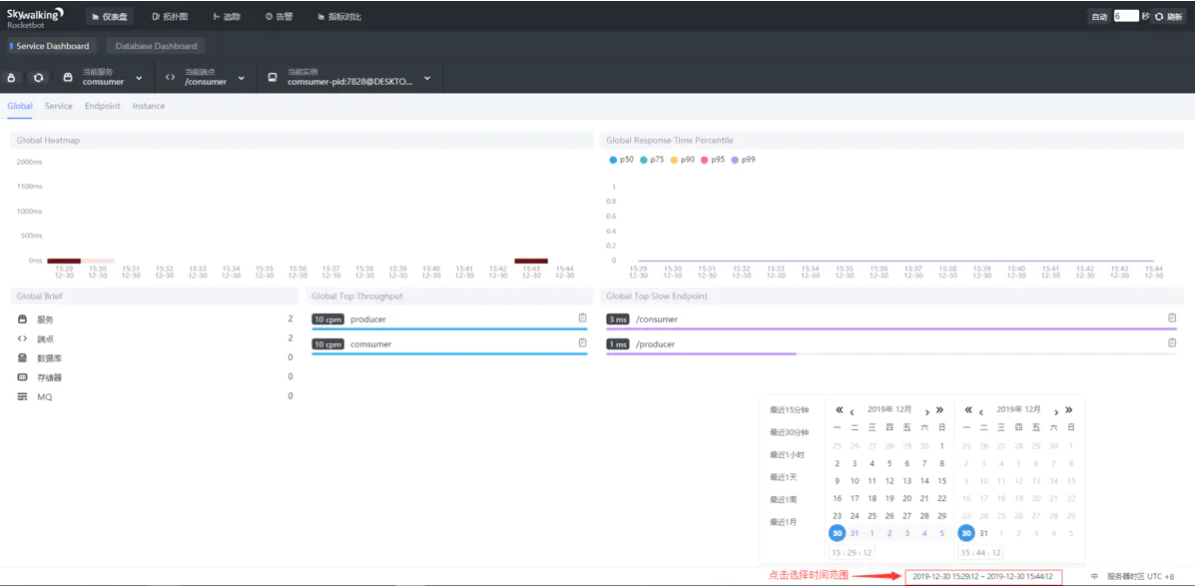 Skywalking
Rocketbot
仪表盘 拓扑图 追踪 告警 指标对比
自动 6 秒 刷新
Service Dashboard Database Dashboard
当前服务 当前端点 当前实例
comsumer /consumer comsumer-pid:7828@DESKTO...
Global Service Endpoint Instance
Global Heatmap
2000ms
1500ms
1000ms
500ms
0ms
15:29 15:30 15:31 15:32 15:33 15:34 15:35 15:36 15:37 15:38 15:39 15:40 15:41 15:42 15:43 15:44
12-30 12-30 12-30 12-30 12-30 12-30 12-30 12-30 12-30 12-30 12-30 12-30 12-30 12-30 12-30 12-30
Global Response Time Percentile
p50 p75 p90 p95 p99
1
0.8
0.6
0.4
0.2
0
15:29 15:30 15:31 15:32 15:33 15:34 15:35 15:36 15:37 15:38 15:39 15:40 15:41 15:42 15:43 15:44
12-30 12-30 12-30 12-30 12-30 12-30 12-30 12-30 12-30 12-30 12-30 12-30 12-30 12-30 12-30 12-30
Global Brief
服务 2
端点 2
数据库 0
存储器 0
MQ 0
Global Top Throughput
10 cpm producer
10 cpm comsumer
Global Top Slow Endpoint
3 ms /consumer
1 ms /producer
最近15分钟
最近30分钟
最近1小时
最近1天
最近1周
最近1月
« ‹ 2019年 12月 › »
一 二 三 四 五 六 日
25 26 27 28 29 30 1
2 3 4 5 6 7 8
9 10 11 12 13 14 15
16 17 18 19 20 21 22
23 24 25 26 27 28 29
30 31 1 2 3 4 5
15 : 29 : 12
« ‹ 2019年 12月 › »
一 二 三 四 五 六 日
25 26 27 28 29 30 1
2 3 4 5 6 7 8
9 10 11 12 13 14 15
16 17 18 19 20 21 22
23 24 25 26 27 28 29
30 31 1 2 3 4 5
15 : 44 : 12
点击选择时间范围
2019-12-30 15:29:12 ~ 2019-12-30 15:44:12
中 服务器时区 UTC +8